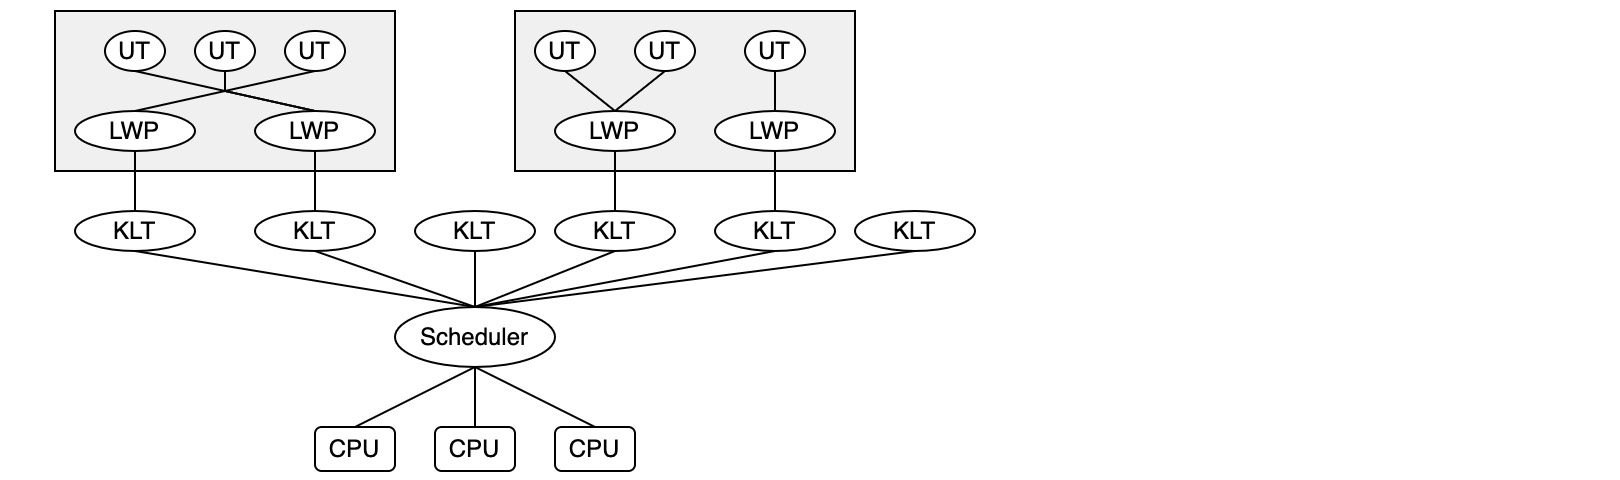 UT UT UT UT UT UT
LWP LWP LWP LWP
KLT KLT KLT KLT KLT KLT
Scheduler
CPU CPU CPU